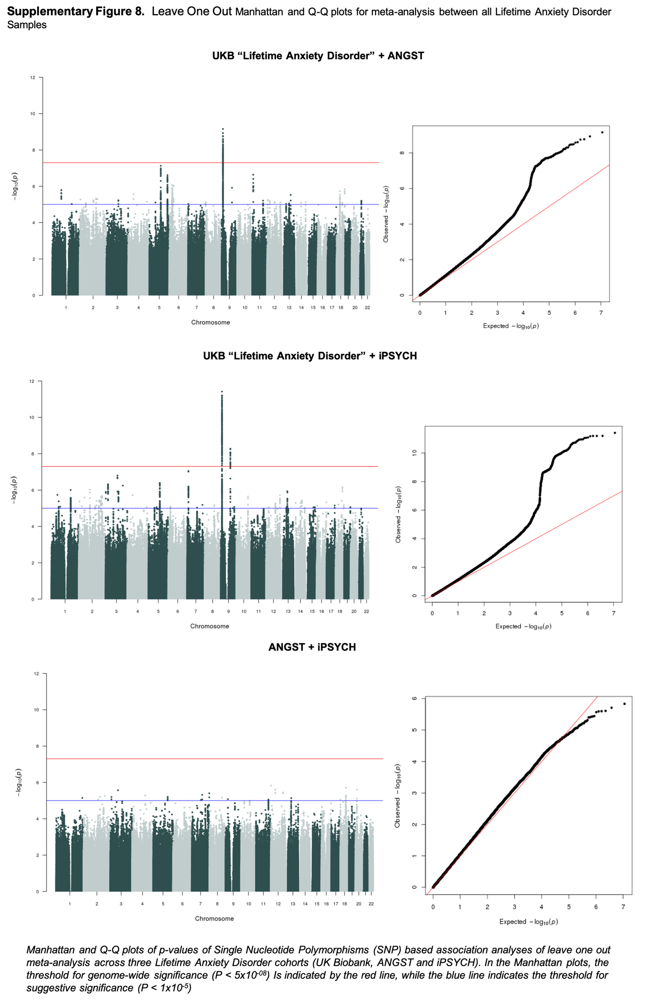 Supplementary Figure 8. Leave One Out Manhattan and Q-Q plots for meta-analysis between all Lifetime Anxiety Disorder
Samples
UKB “Lifetime Anxiety Disorder” + ANGST
12
10
8
6
4
2
0
−log10(p)
1 2 3 4 5 6 7 8 9 10 11 12 13 14 15 16 17 18 20 22
Chromosome
8
6
4
2
0
Observed −log10(p)
0 1 2 3 4 5 6 7
Expected −log10(p)
UKB “Lifetime Anxiety Disorder” + iPSYCH
12
10
8
6
4
2
0
−log10(p)
1 2 3 4 5 6 7 8 9 10 11 12 13 14 15 16 17 18 20 22
Chromosome
10
8
6
4
2
0
Observed −log10(p)
0 1 2 3 4 5 6 7
Expected −log10(p)
ANGST + iPSYCH
12
10
8
6
4
2
0
−log10(p)
1 2 3 4 5 6 7 8 9 10 11 12 13 14 15 16 17 18 20 22
Chromosome
6
5
4
3
2
1
0
Observed −log10(p)
0 1 2 3 4 5 6 7
Expected −log10(p)
Manhattan and Q-Q plots of p-values of Single Nucleotide Polymorphisms (SNP) based association analyses of leave one out
meta-analysis across three Lifetime Anxiety Disorder cohorts (UK Biobank, ANGST and iPSYCH). In the Manhattan plots, the
threshold for genome-wide significance (P < 5x10-08) Is indicated by the red line, while the blue line indicates the threshold for
suggestive significance (P < 1x10-5)